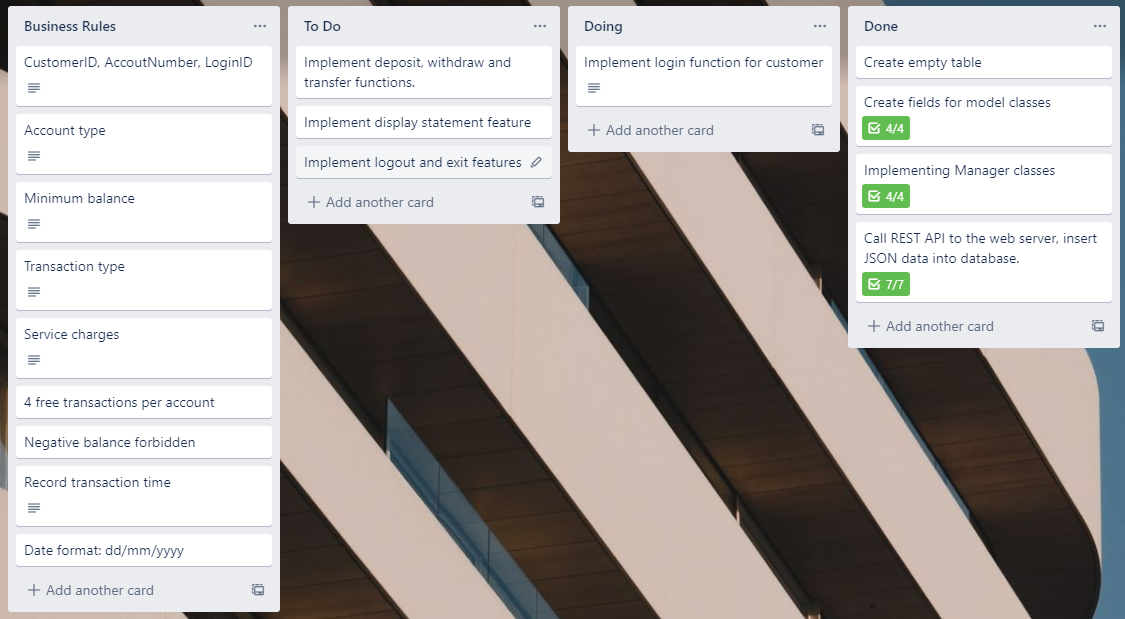 Business Rules
CustomerID, AccoutNumber, LoginID
Account type
Minimum balance
Transaction type
Service charges
4 free transactions per account
Negative balance forbidden
Record transaction time
Date format: dd/mm/yyyy
Add another card
To Do
Implement deposit, withdraw and
transfer functions.
Implement display statement feature
Implement logout and exit features
Add another card
Doing
Implement login function for customer
Add another card
Done
Create empty table
Create fields for model classes
4/4
Implementing Manager classes
4/4
Call REST API to the web server, insert
JSON data into database.
7/7
Add another card